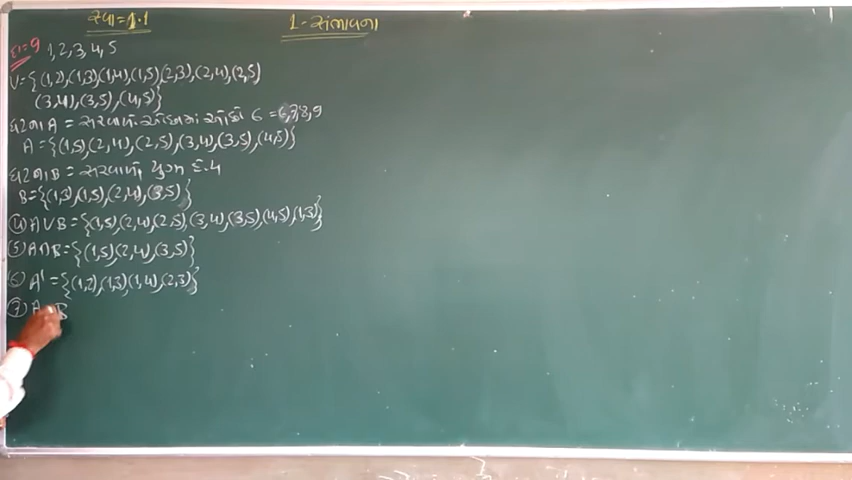 સ્વા=1.1
1-સંભાવના
દા=9 1,2,3,4,5
U={(1,2),(1,3)(1,4),(1,5)(2,3),(2,4),(2,5)
(3,4),(3,5),(4,5)}
ઘટના A = સરવાળો ઓછામાં ઓછો 6 = 6,7,8,9
A={(1,5),(2,4),(2,5),(3,4),(3,5),(4,5)}
ઘટના B = સરવાળો
B={(1,3),(1,5),(2,4),(3,5)}
④ A∪B={(1,5),(2,4),(2,5),(3,4),(3,5),(4,5),(1,3)}
⑤ A∩B={(1,5)(2,4),(3,5)}
⑥ A'={(1,2),(1,3)(1,4),(2,3)}
⑦ A B